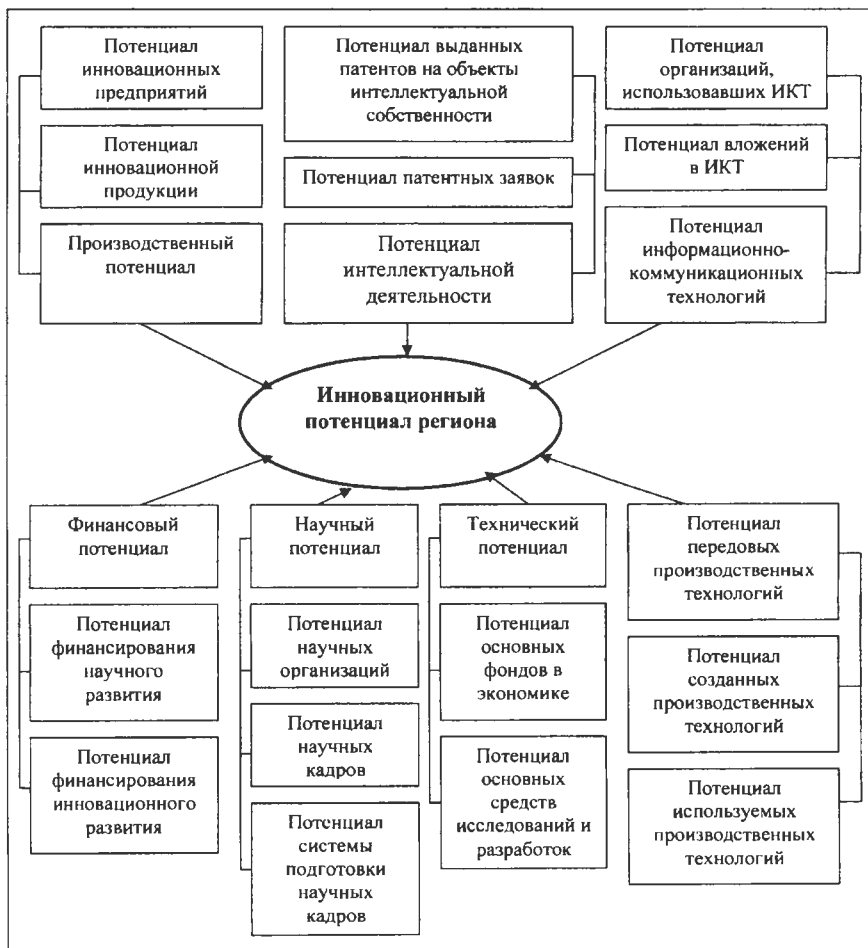 Потенциал
инновационных
предприятий
Потенциал
инновационной
продукции
Производственный
потенциал
Потенциал выданных
патентов на объекты
интеллектуальной
собственности
Потенциал патентных заявок
Потенциал
интеллектуальной
деятельности
Потенциал
организаций,
использовавших ИКТ
Потенциал вложений
в ИКТ
Потенциал
информационно-
коммуникационных
технологий
Инновационный
потенциал региона
Финансовый
потенциал
Потенциал
финансирования
научного
развития
Потенциал
финансирования
инновационного
развития
Научный
потенциал
Потенциал
научных
организаций
Потенциал
научных
кадров
Потенциал
системы
подготовки
научных
кадров
Технический
потенциал
Потенциал
основных
фондов в
экономике
Потенциал
основных
средств
исследований и
разработок
Потенциал
передовых
производственных
технологий
Потенциал
созданных
производственных
технологий
Потенциал
используемых
производственных
технологий